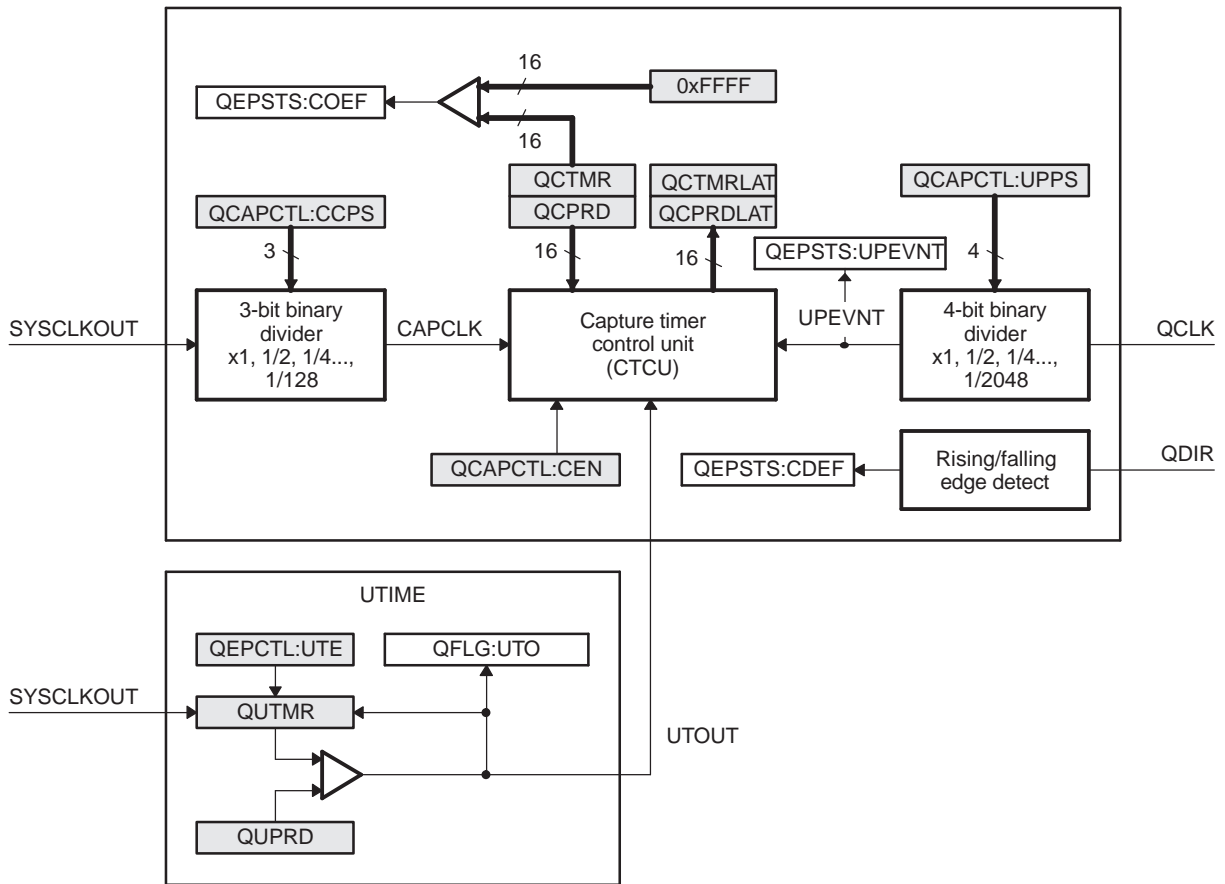 16
0xFFFF
QEPSTS:COEF
16
QCTMR
QCPRD
QCTMRLAT
QCPRDLAT
QCAPCTL:UPPS
QCAPCTL:CCPS
3
16
16
QEPSTS:UPEVNT
4
SYSCLKOUT
3-bit binary
divider
x1, 1/2, 1/4...,
1/128
CAPCLK
Capture timer
control unit
(CTCU)
UPEVNT
4-bit binary
divider
x1, 1/2, 1/4...,
1/2048
QCLK
QCAPCTL:CEN
QEPSTS:CDEF
Rising/falling
edge detect
QDIR
UTIME
QEPCTL:UTE
QFLG:UTO
SYSCLKOUT
QUTMR
UTOUT
QUPRD